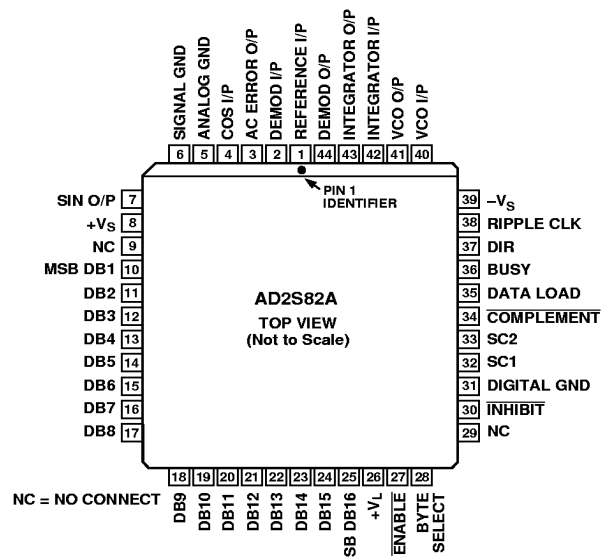 SIGNAL GND
ANALOG GND
COS I/P
AC ERROR O/P
DEMOD I/P
REFERENCE I/P
DEMOD O/P
INTEGRATOR O/P
INTEGRATOR I/P
VCO O/P
VCO I/P
6 5 4 3 2 1 44 43 42 41 40
PIN 1
IDENTIFIER
SIN O/P 7
+VS 8
NC 9
MSB DB1 10
DB2 11
DB3 12
DB4 13
DB5 14
DB6 15
DB7 16
DB8 17
AD2S82A
TOP VIEW
(Not to Scale)
39 –VS
38 RIPPLE CLK
37 DIR
36 BUSY
35 DATA LOAD
34 COMPLEMENT
33 SC2
32 SC1
31 DIGITAL GND
30 INHIBIT
29 NC
18 19 20 21 22 23 24 25 26 27 28
NC = NO CONNECT
DB9
DB10
DB11
DB12
DB13
DB14
DB15
SB DB16
+VL
ENABLE
BYTE
SELECT